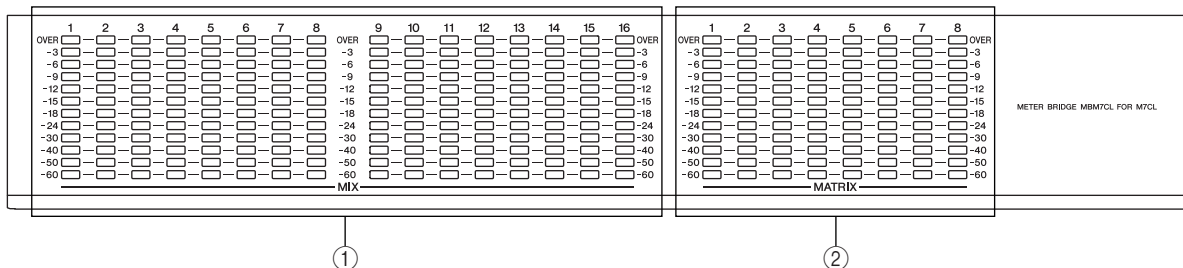 1 2 3 4 5 6 7 8 9 10 11 12 13 14 15 16 1 2 3 4 5 6 7 8
OVER OVER OVER OVER OVER
-3 -3 -3 -3 -3
-6 -6 -6 -6 -6
-9 -9 -9 -9 -9
-12 -12 -12 -12 -12
-15 -15 -15 -15 -15
-18 -18 -18 -18 -18
-24 -24 -24 -24 -24
-30 -30 -30 -30 -30
-40 -40 -40 -40 -40
-50 -50 -50 -50 -50
-60 -60 -60 -60 -60
MIX MATRIX
METER BRIDGE MBM7CL FOR M7CL
① ②